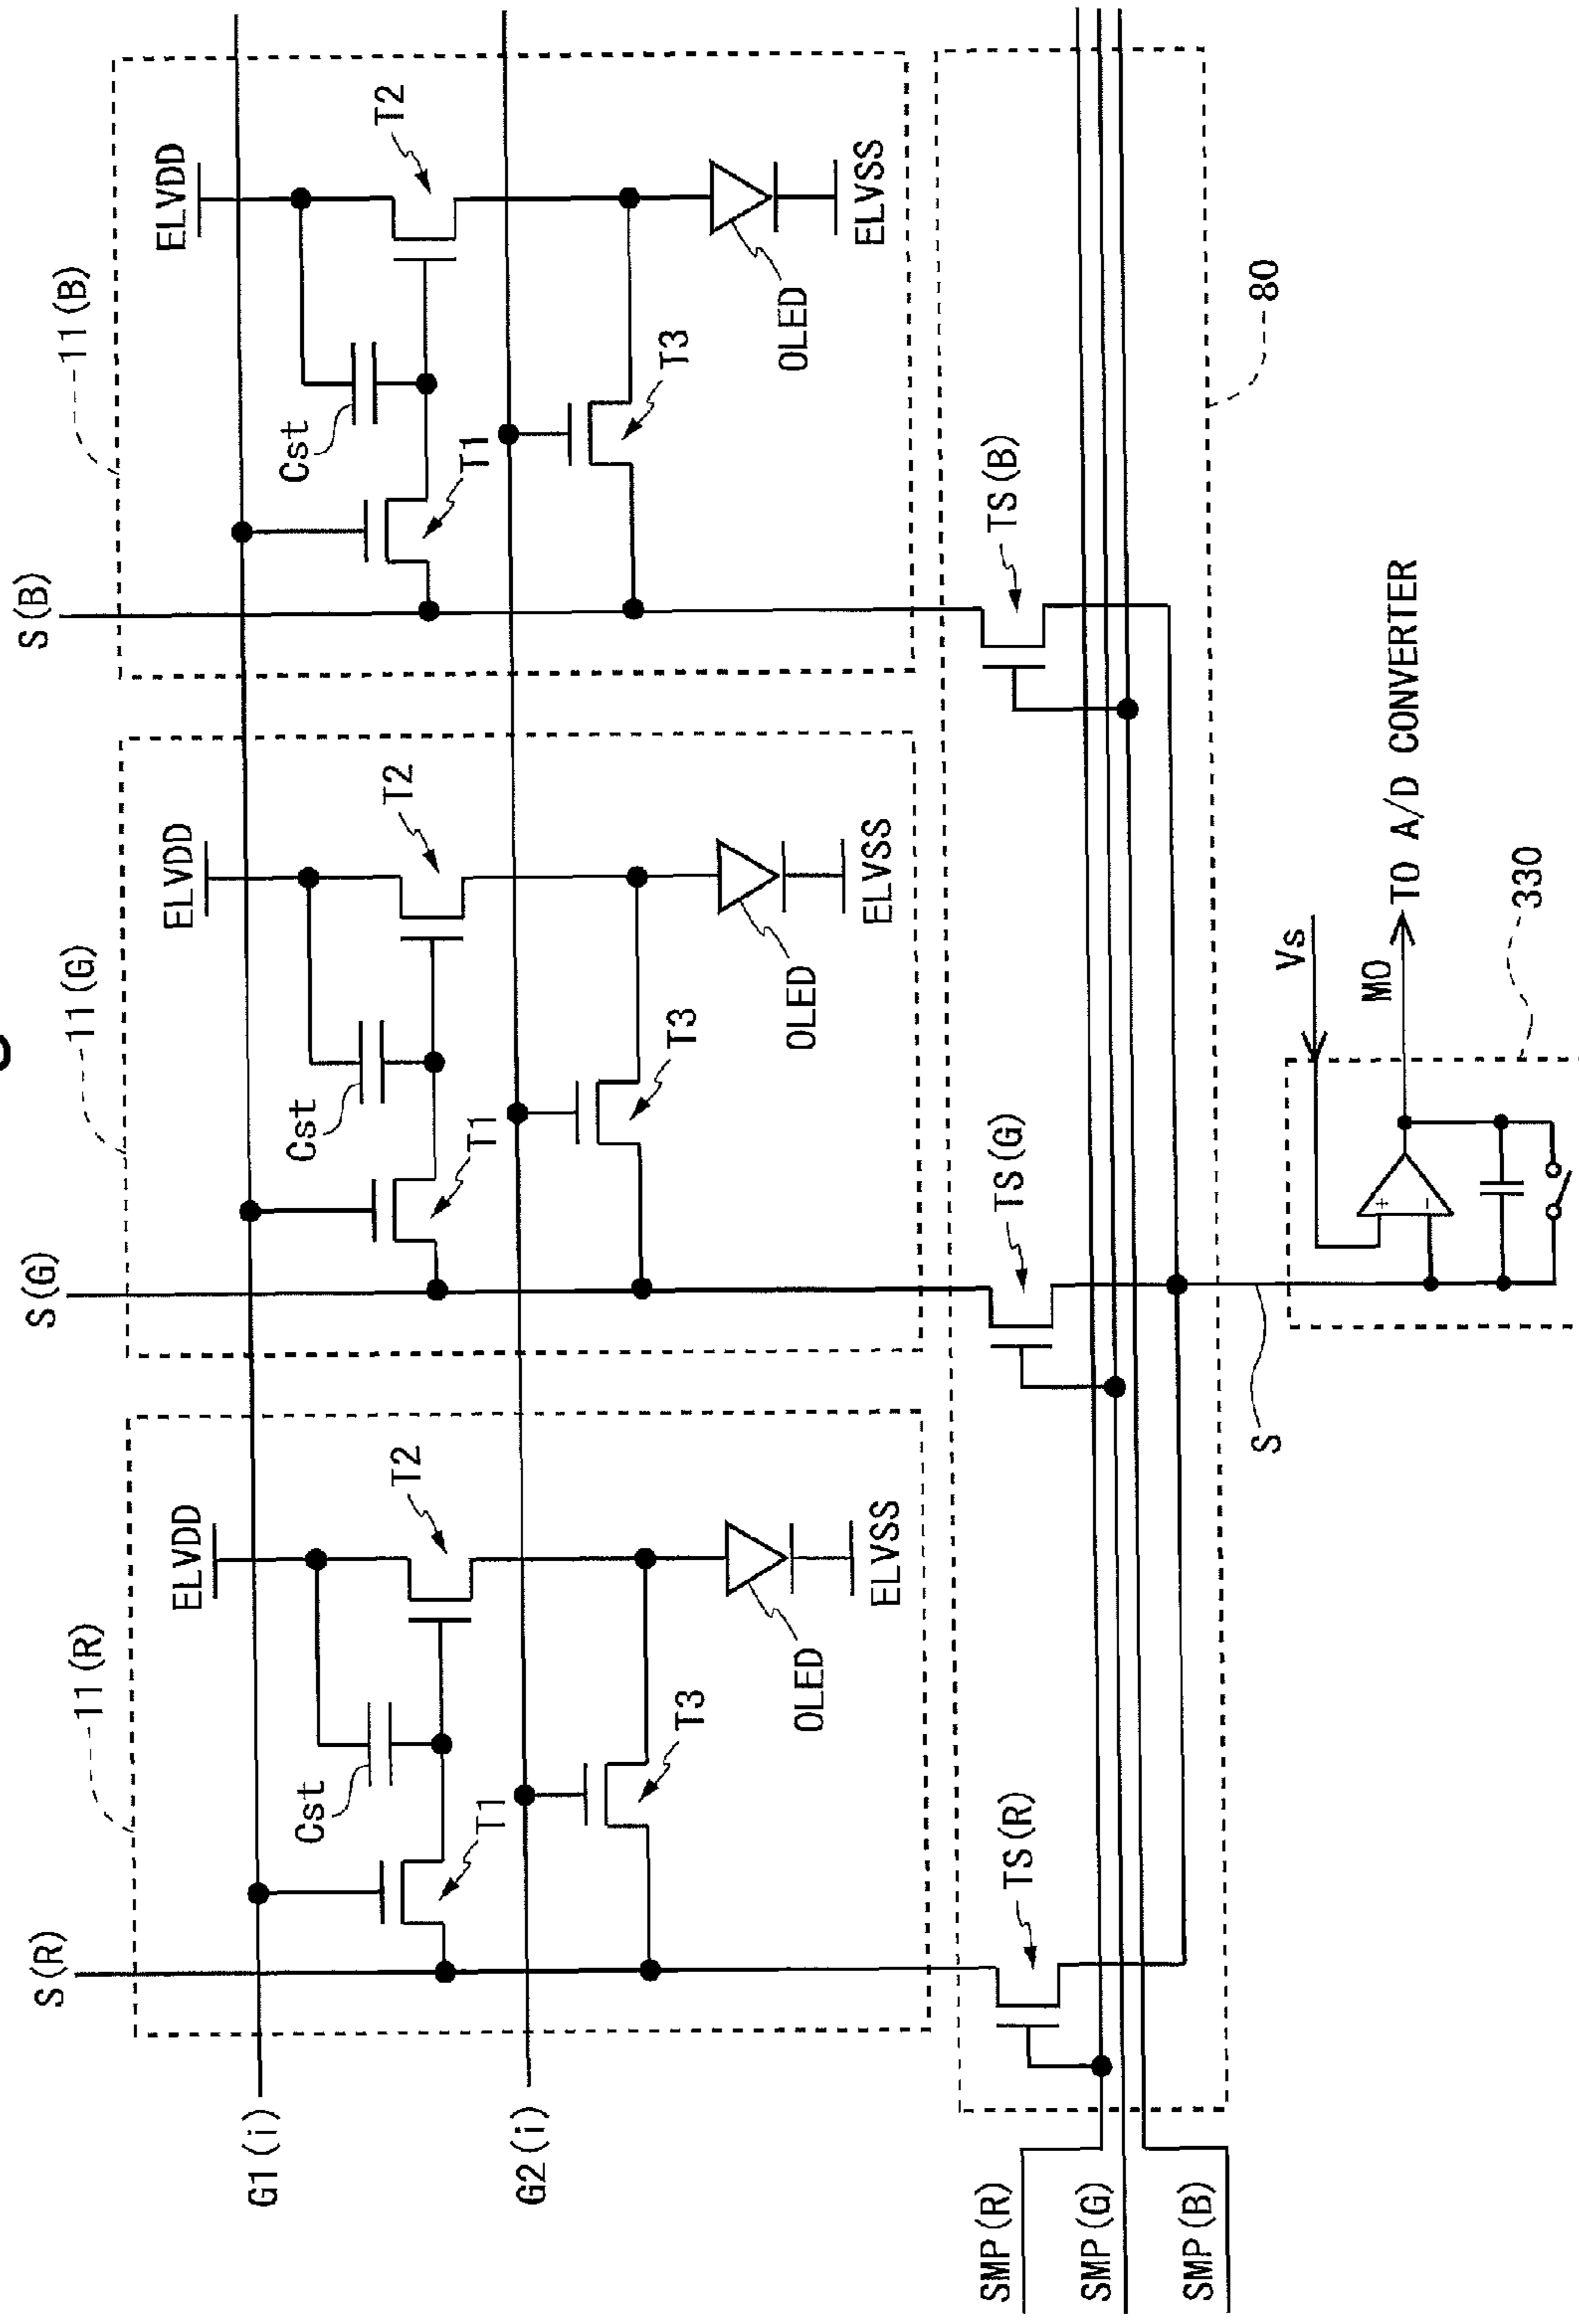 S(R)
S(G)
S(B)
11(R)
11(G)
11(B)
G1(i)
ELVDD
ELVDD
ELVDD
Cst
T2
Cst
T2
Cst
T2
T1
T1
T1
G2(i)
T3
T3
T3
OLED
ELVSS
OLED
ELVSS
OLED
ELVSS
TS(R)
TS(G)
TS(B)
SMP(R)
SMP(G)
SMP(B)
80
S
Vs
MO
TO A/D CONVERTER
+
-
330